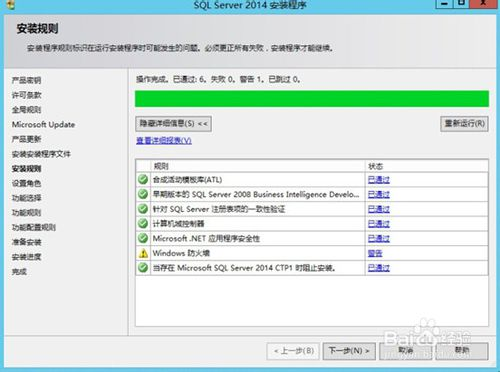 SQL Server 2014 安装程序
安装规则
安装程序规则标识在运行安装程序时可能发生的问题。必须更正所有失败，安装程序才能继续。
产品密钥
许可条款
全局规则
Microsoft Update
产品更新
安装安装程序文件
安装规则
设置角色
功能选择
功能规则
功能配置规则
准备安装
安装进度
完成
操作完成。已通过: 6。失败 0。警告 1。已跳过 0。
隐藏详细信息(S) << 重新运行(R)
查看详细报表(V)
规则 状态
合成活动模板库(ATL) 已通过
早期版本的 SQL Server 2008 Business Intelligence Develo... 已通过
针对 SQL Server 注册表项的一致性验证 已通过
计算机域控制器 已通过
Microsoft .NET 应用程序安全性 已通过
Windows 防火墙 警告
当存在 Microsoft SQL Server 2014 CTP1 时阻止安装。 已通过
< 上一步(B) 下一步(N) > 取消 帮助
Baidu 经验